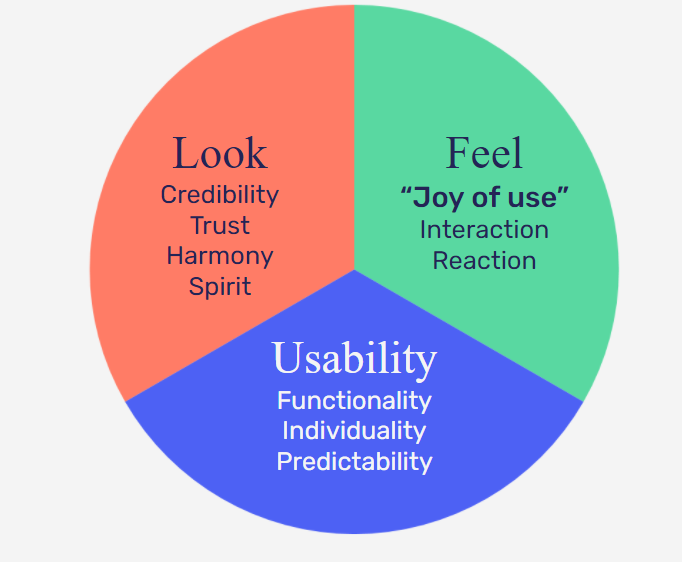 Look
Credibility
Trust
Harmony
Spirit
Feel
“Joy of use”
Interaction
Reaction
Usability
Functionality
Individuality
Predictability